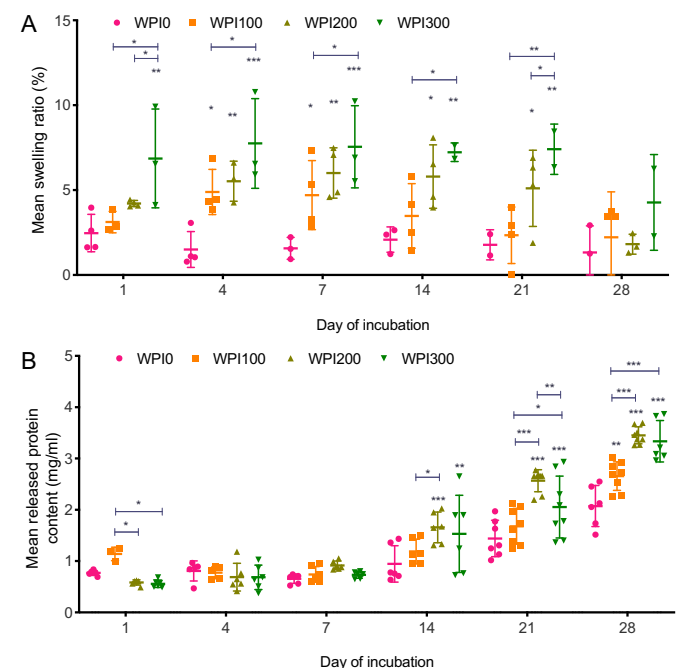 A
WPI0 WPI100 WPI200 WPI300
Mean swelling ratio (%)
15
10
5
0
* * **
* * ** ***
* * ** ***
* * **
** * * **
1 4 7 14 21 28
Day of incubation
B
WPI0 WPI100 WPI200 WPI300
Mean released protein
content (mg/ml)
5
4
3
2
1
0
* *
* *** **
** * *** *** ***
*** *** ** *** ***
1 4 7 14 21 28
Day of incubation